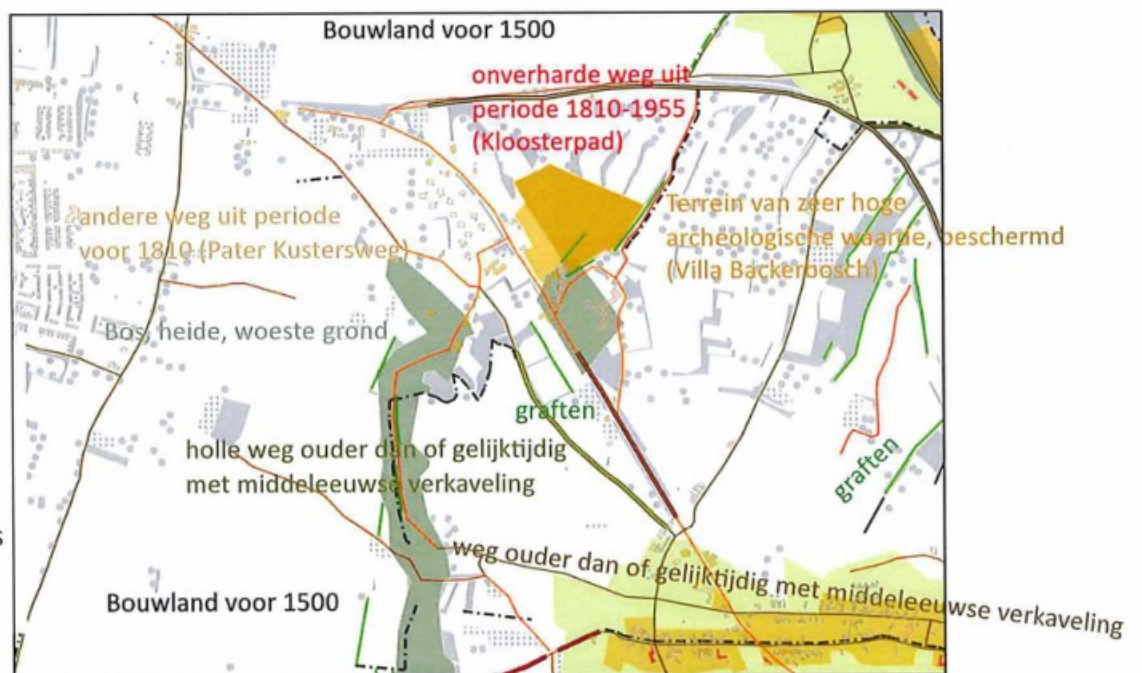 Bouwland voor 1500
onverharde weg uit
periode 1810-1955
(Kloosterpad)
andere weg uit periode
voor 1810 (Pater Kustersweg)
Terrein van zeer hoge
archeologische waarde, beschermd
(Villa Backerbosch)
Bos, heide, woeste grond
graften
holle weg ouder dan of gelijktijdig
met middeleeuwse verkaveling
graften
s
weg ouder dan of gelijktijdig met middeleeuwse verkaveling
Bouwland voor 1500